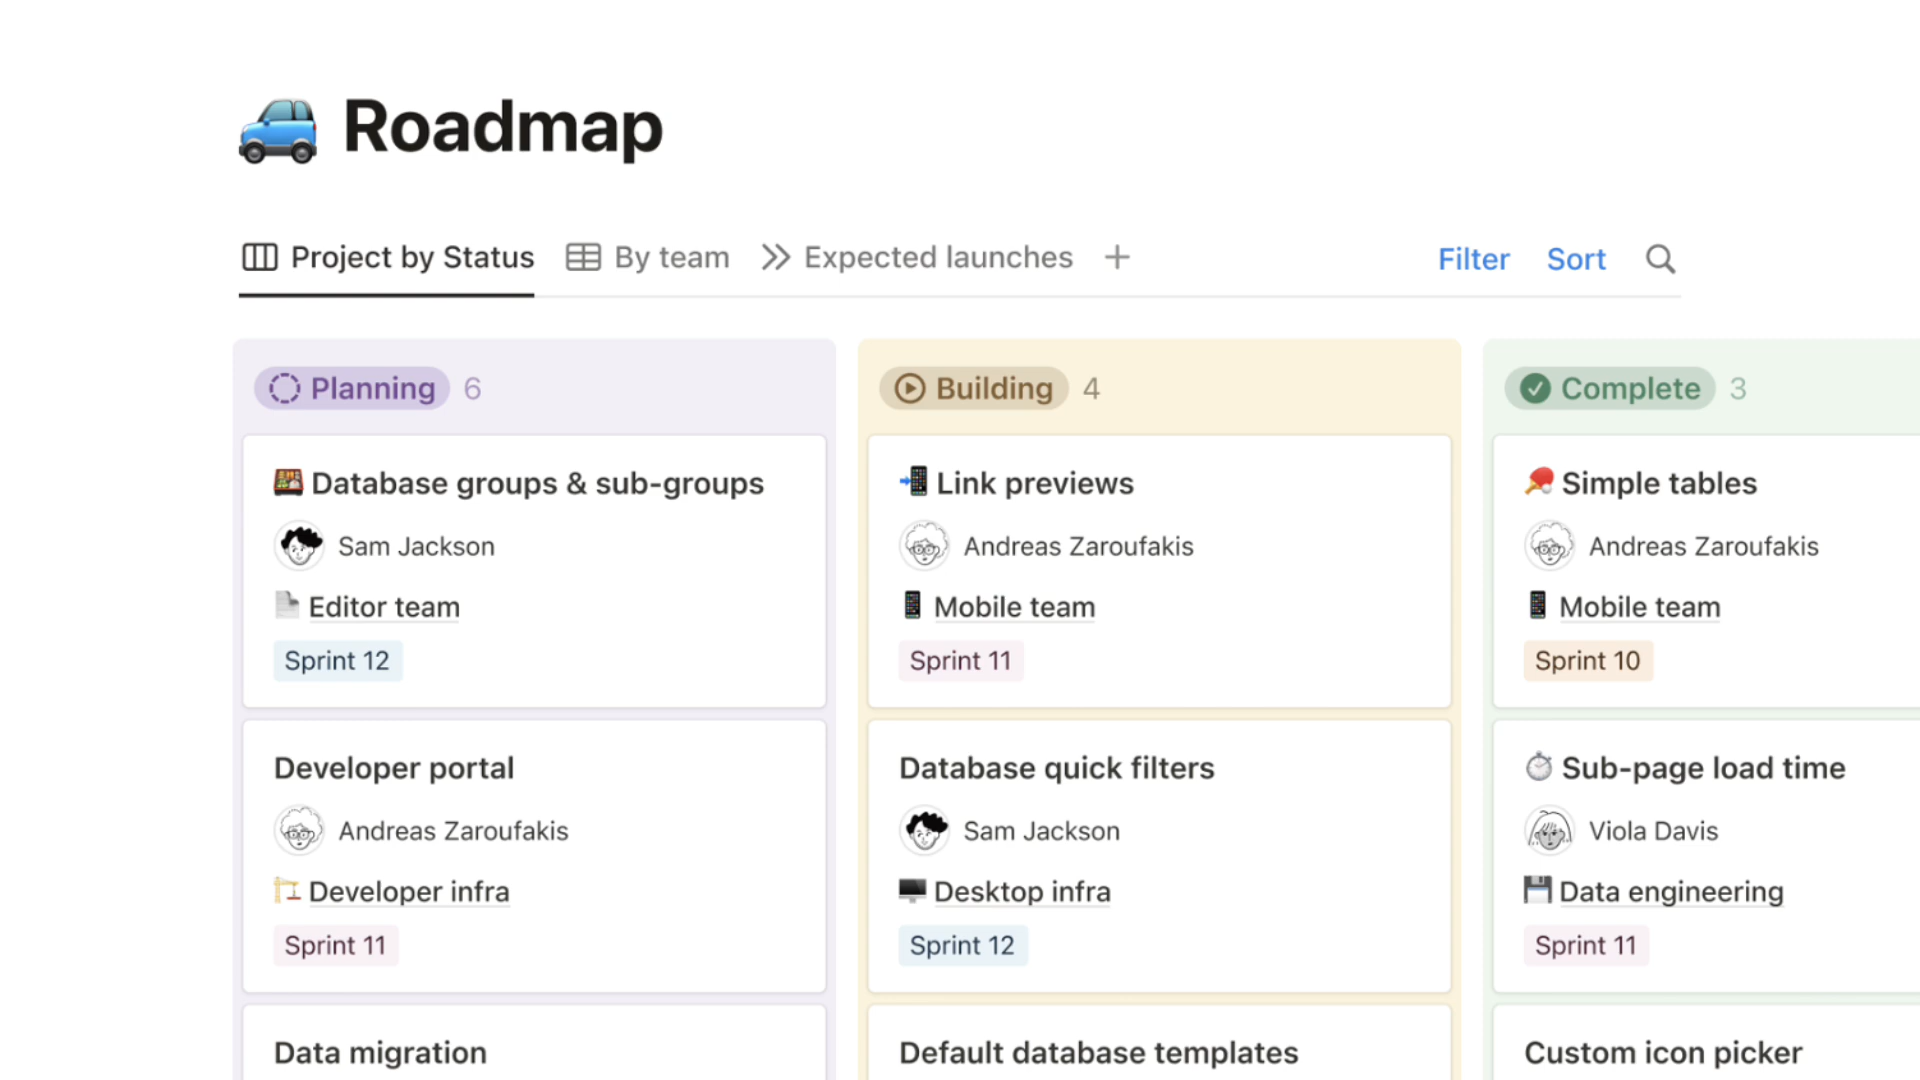 Roadmap
Project by Status By team Expected launches Filter Sort
Planning 6
Database groups & sub-groups
Sam Jackson
Editor team
Sprint 12
Developer portal
Andreas Zaroufakis
Developer infra
Sprint 11
Data migration
Building 4
Link previews
Andreas Zaroufakis
Mobile team
Sprint 11
Database quick filters
Sam Jackson
Desktop infra
Sprint 12
Default database templates
Complete 3
Simple tables
Andreas Zaroufakis
Mobile team
Sprint 10
Sub-page load time
Viola Davis
Data engineering
Sprint 11
Custom icon picker